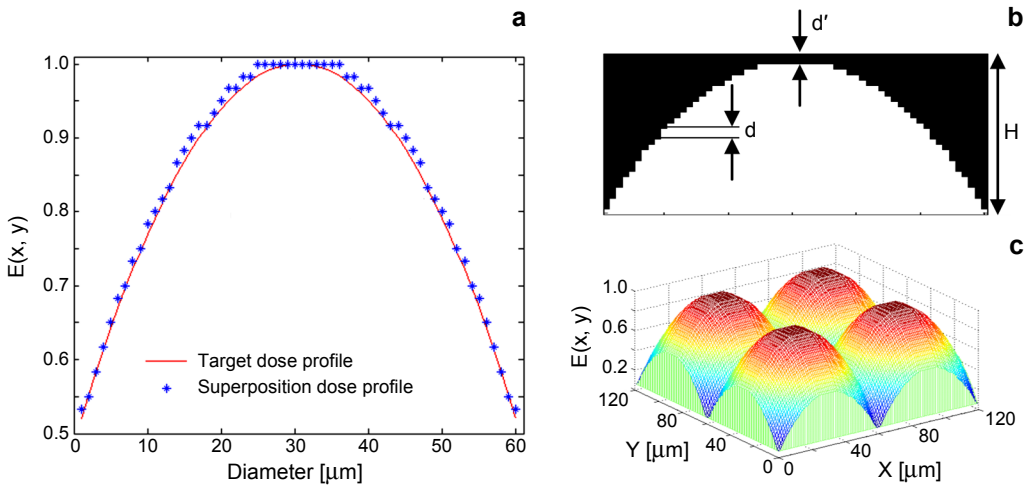 a
E(x, y)
1.0
0.9
0.8
0.7
0.6
0.5
0 10 20 30 40 50 60
Diameter [µm]
Target dose profile
Superposition dose profile
b
d′
d
H
c
E(x, y)
1.0
0.6
0.2
120
80
40
0
Y [µm]
0
40
80
120
X [µm]